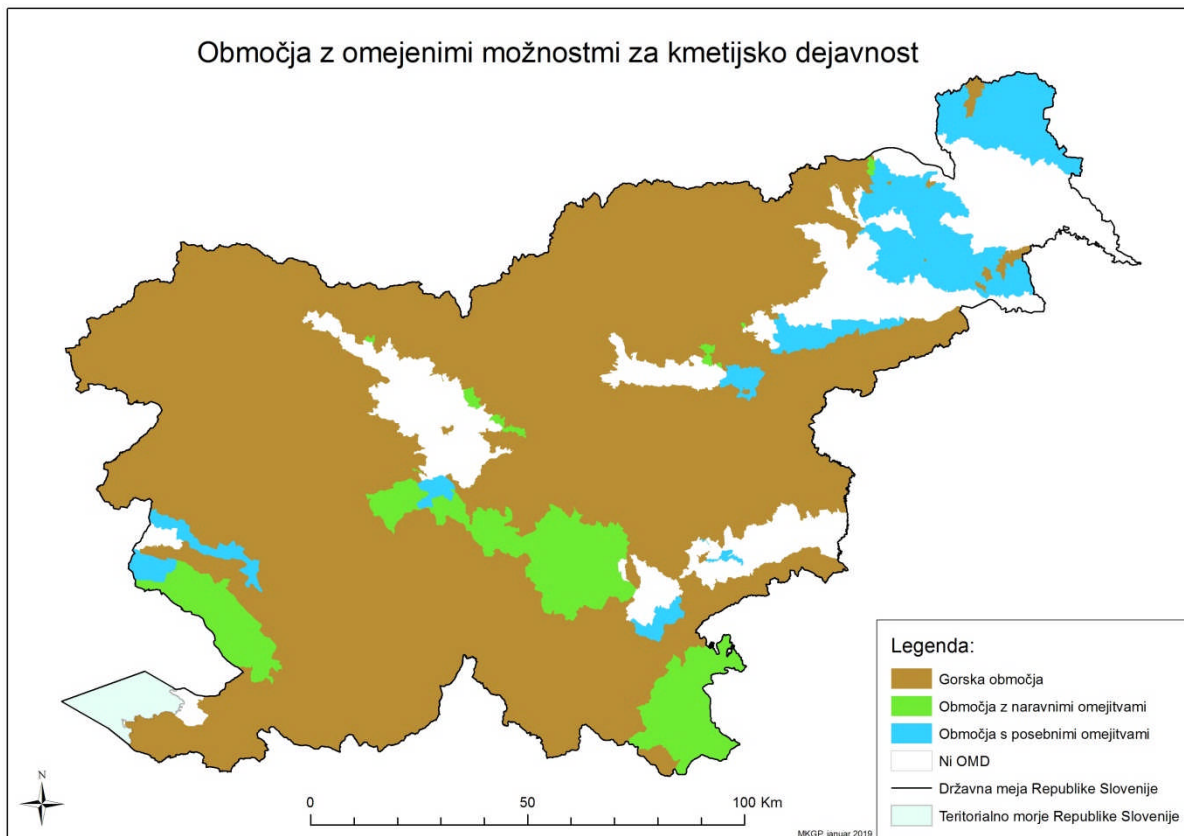 Območja z omejenimi možnostmi za kmetijsko dejavnost
Legenda:
Gorska območja
Območja z naravnimi omejitvami
Območja s posebnimi omejitvami
Ni OMD
Državna meja Republike Slovenije
Teritorialno morje Republike Slovenije
N
0 50 100 Km
MKGP, januar 2019